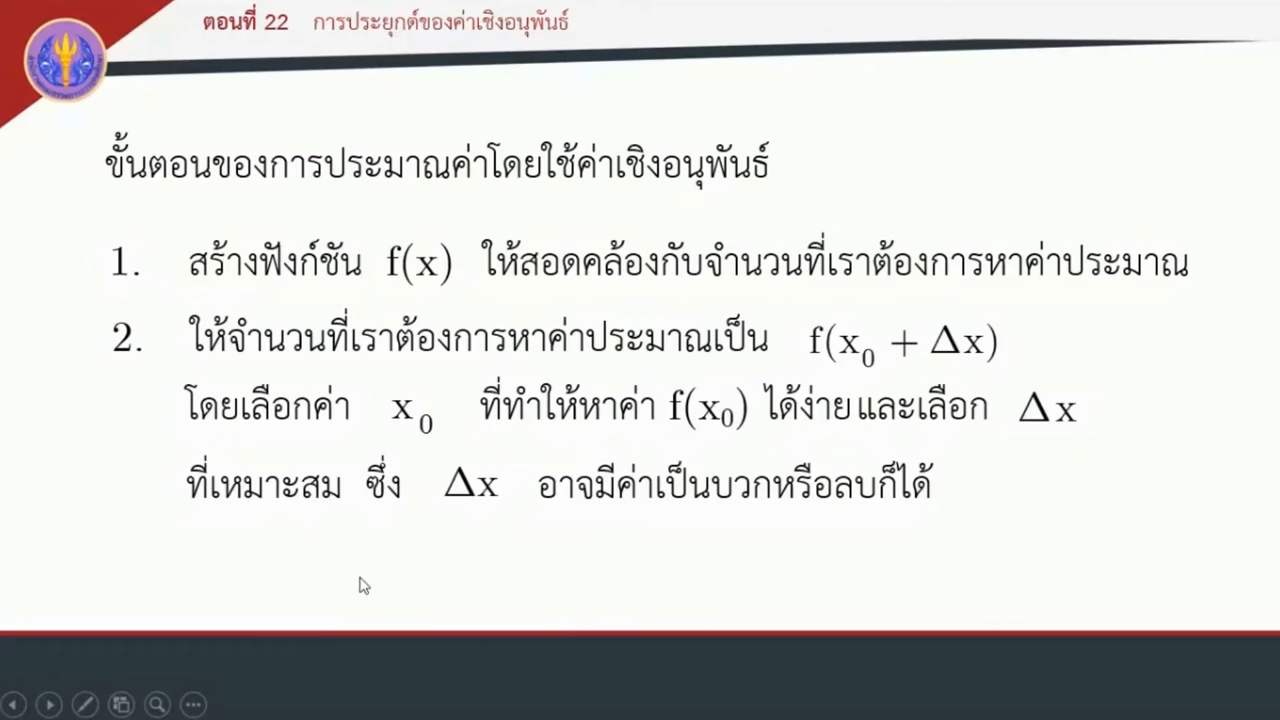 ตอนที่ 22 การประยุกต์ของค่าเชิงอนุพันธ์
ขั้นตอนของการประมาณค่าโดยใช้ค่าเชิงอนุพันธ์
1. สร้างฟังก์ชัน f(x) ให้สอดคล้องกับจำนวนที่เราต้องการหาค่าประมาณ
2. ให้จำนวนที่เราต้องการหาค่าประมาณเป็น f(x₀ + Δx)
โดยเลือกค่า x₀ ที่ทำให้หาค่า f(x₀) ได้ง่าย และเลือก Δx
ที่เหมาะสม ซึ่ง Δx อาจมีค่าเป็นบวกหรือลบก็ได้